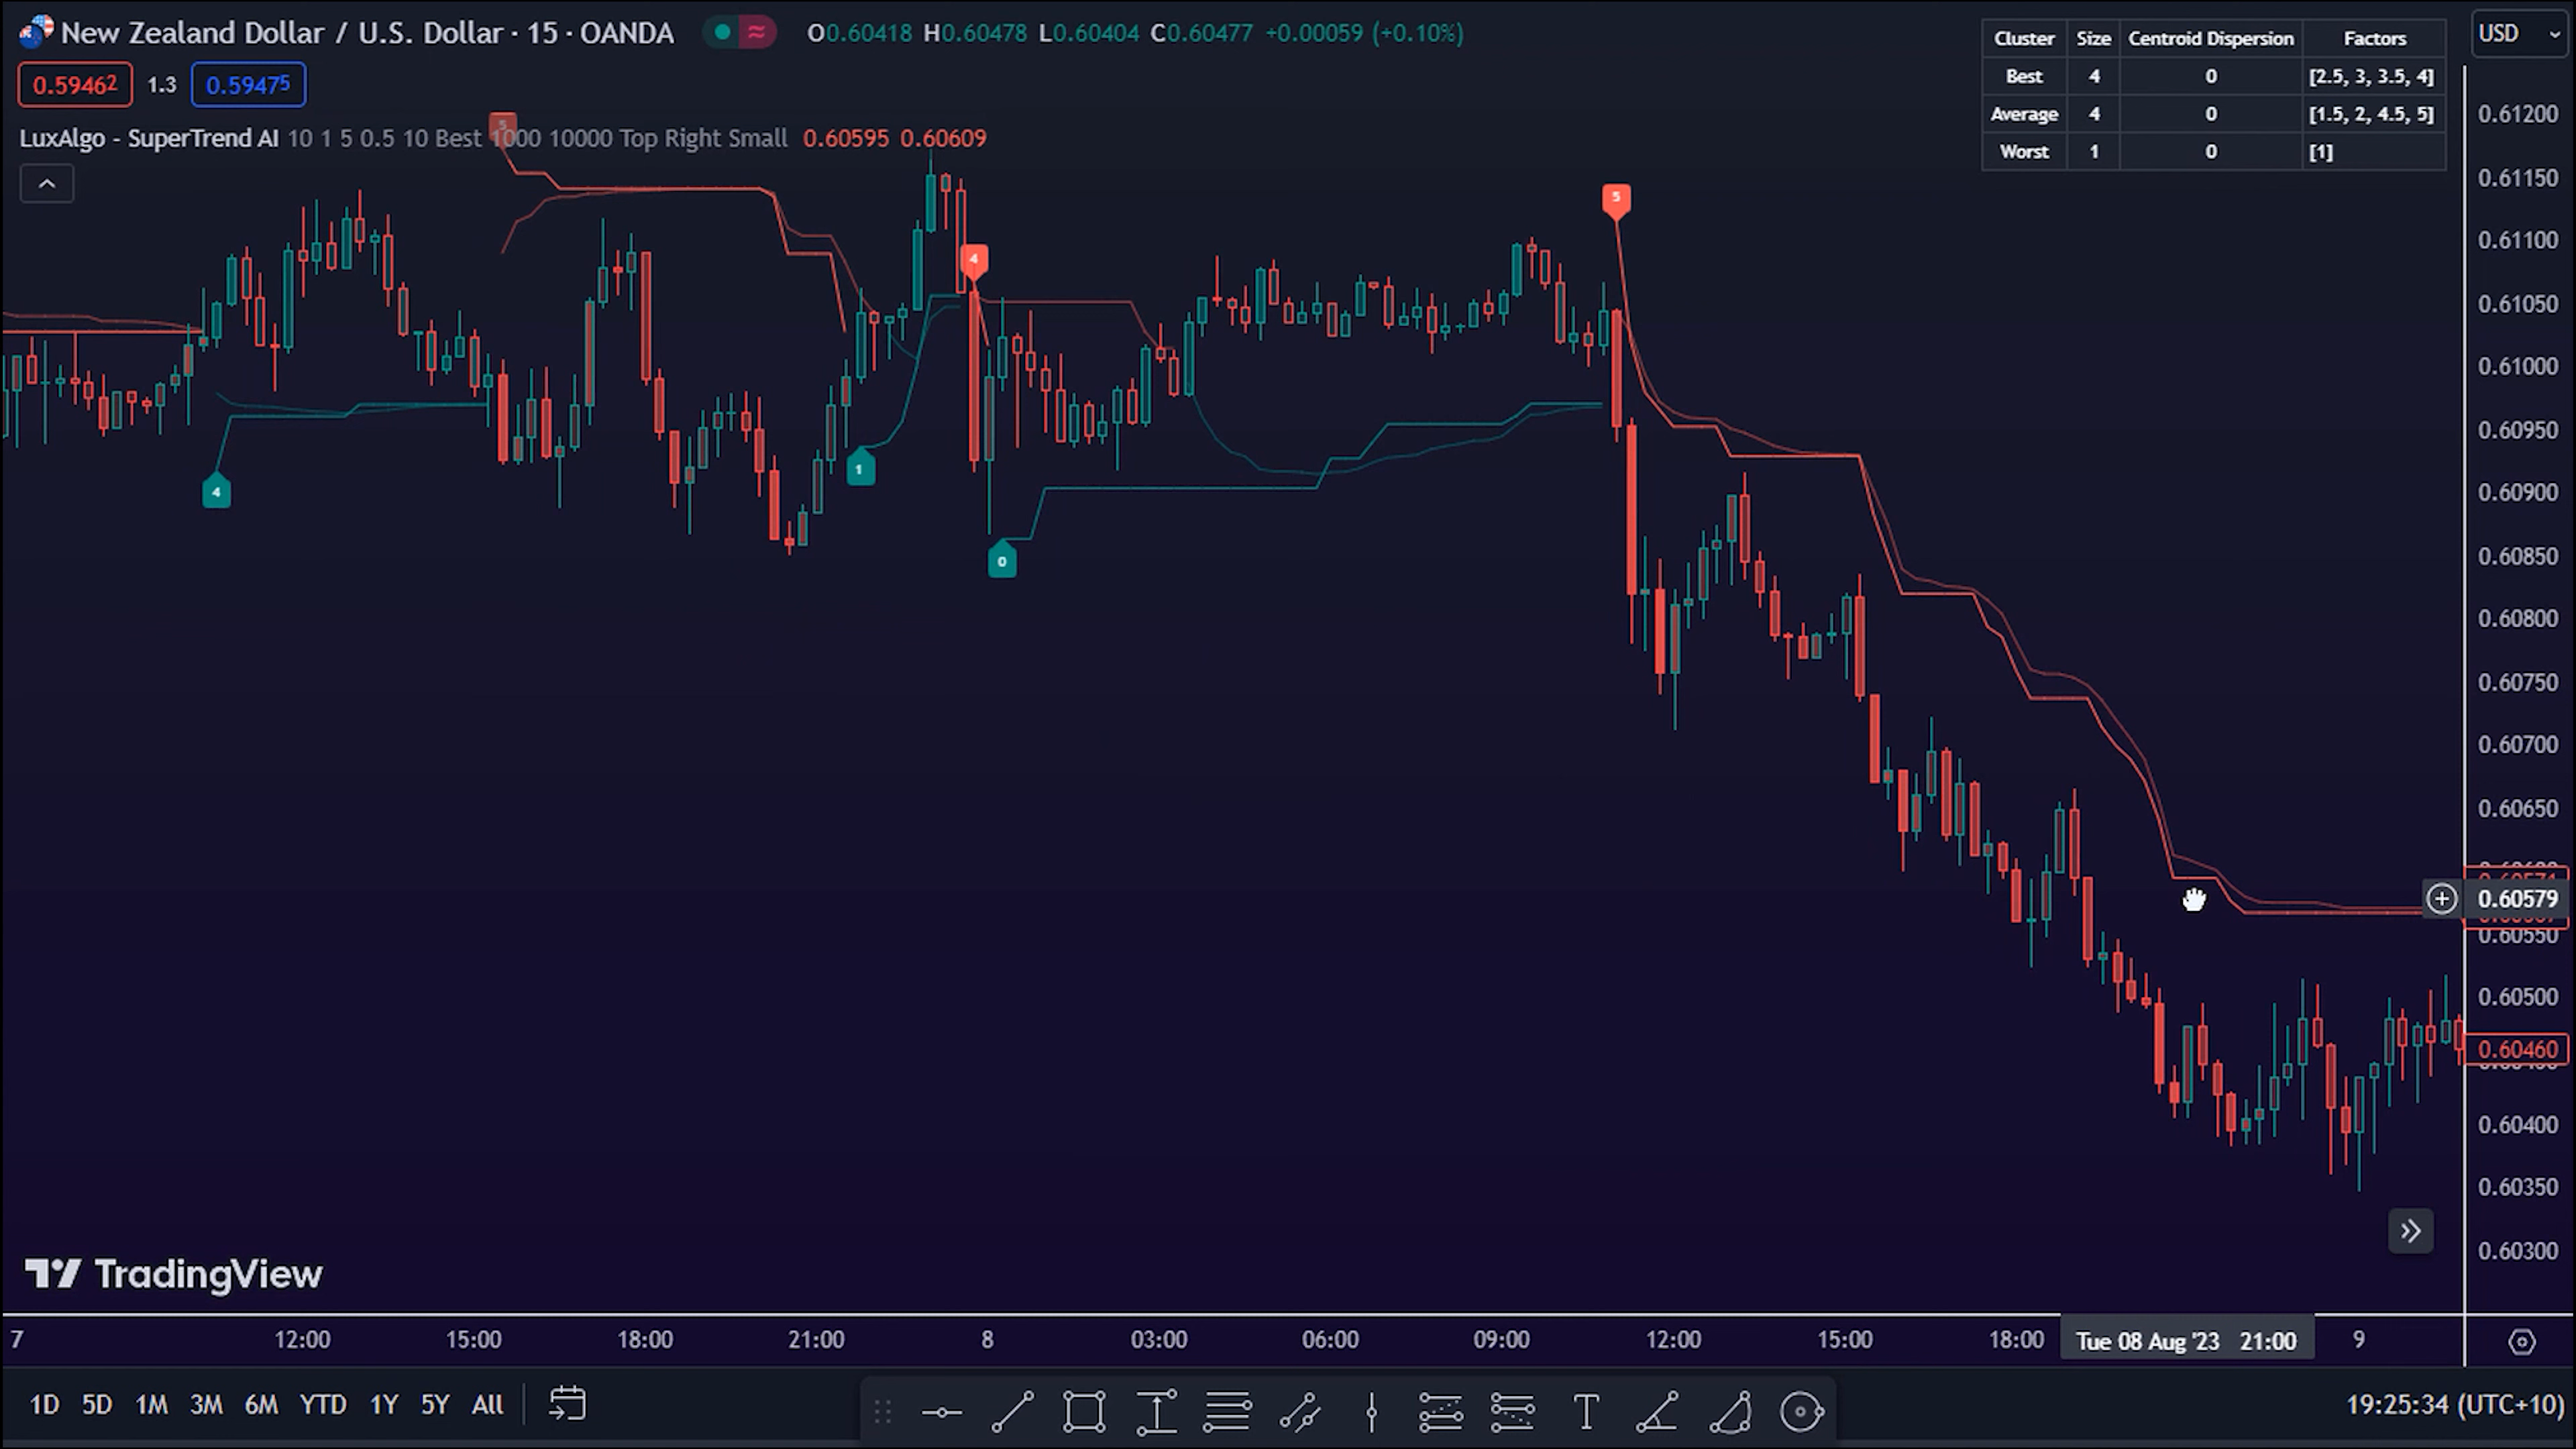 New Zealand Dollar / U.S. Dollar · 15 · OANDA
O0.60418 H0.60478 L0.60404 C0.60477 +0.00059 (+0.10%)
0.59462 1.3 0.59475
LuxAlgo - SuperTrend AI 10 1 5 0.5 10 Best 1000 10000 Top Right Small 0.60595 0.60609
Cluster Size Centroid Dispersion Factors
Best 4 0 [2.5, 3, 3.5, 4]
Average 4 0 [1.5, 2, 4.5, 5]
Worst 1 0 [1]
USD
0.61200
0.61150
0.61100
0.61050
0.61000
0.60950
0.60900
0.60850
0.60800
0.60750
0.60700
0.60650
0.60579
0.60550
0.60500
0.60460
0.60400
0.60350
0.60300
5
5
4
4
1
0
TradingView
7 12:00 15:00 18:00 21:00 8 03:00 06:00 09:00 12:00 15:00 18:00 Tue 08 Aug '23 21:00 9
1D 5D 1M 3M 6M YTD 1Y 5Y All
T
19:25:34 (UTC+10)